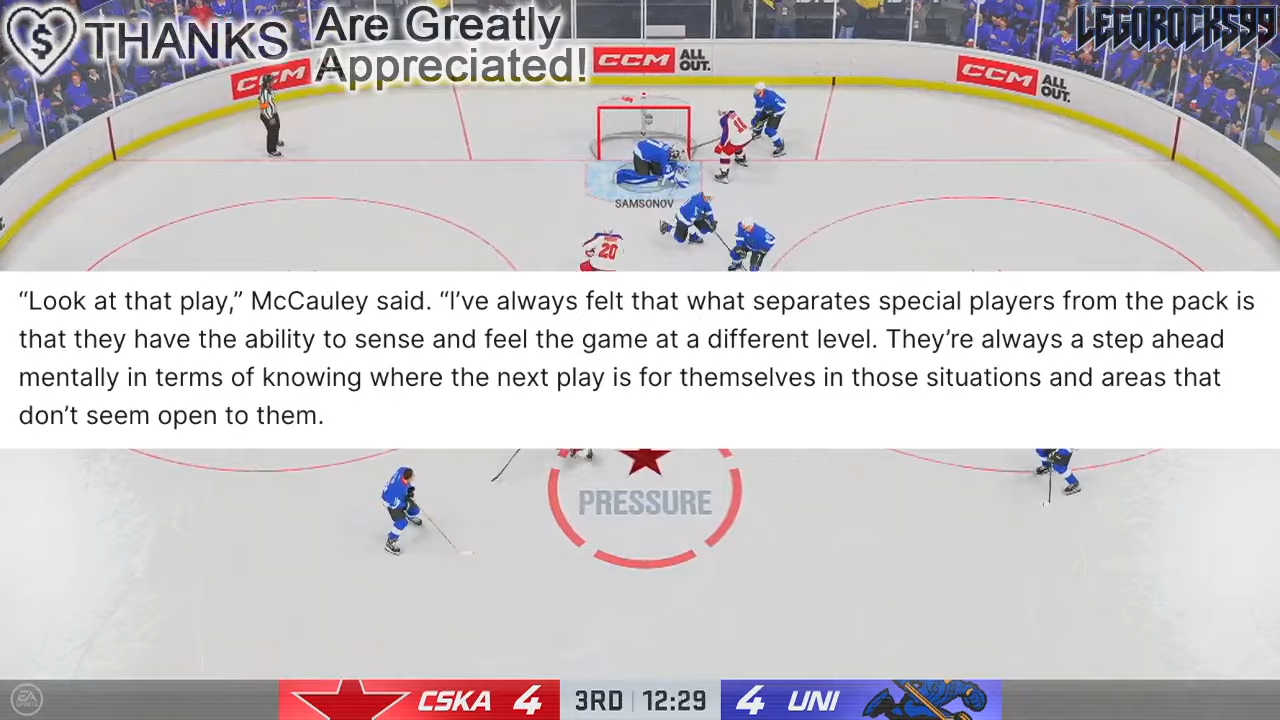 THANKS Are Greatly
Appreciated!
LEGOROCKS99
CCM
CCM ALL OUT.
CCM ALL OUT.
10
SAMSONOV
20
“Look at that play,” McCauley said. “I’ve always felt that what separates special players from the pack is
that they have the ability to sense and feel the game at a different level. They’re always a step ahead
mentally in terms of knowing where the next play is for themselves in those situations and areas that
don’t seem open to them.
PRESSURE
EA SPORTS
CSKA 4 3RD 12:29 4 UNI